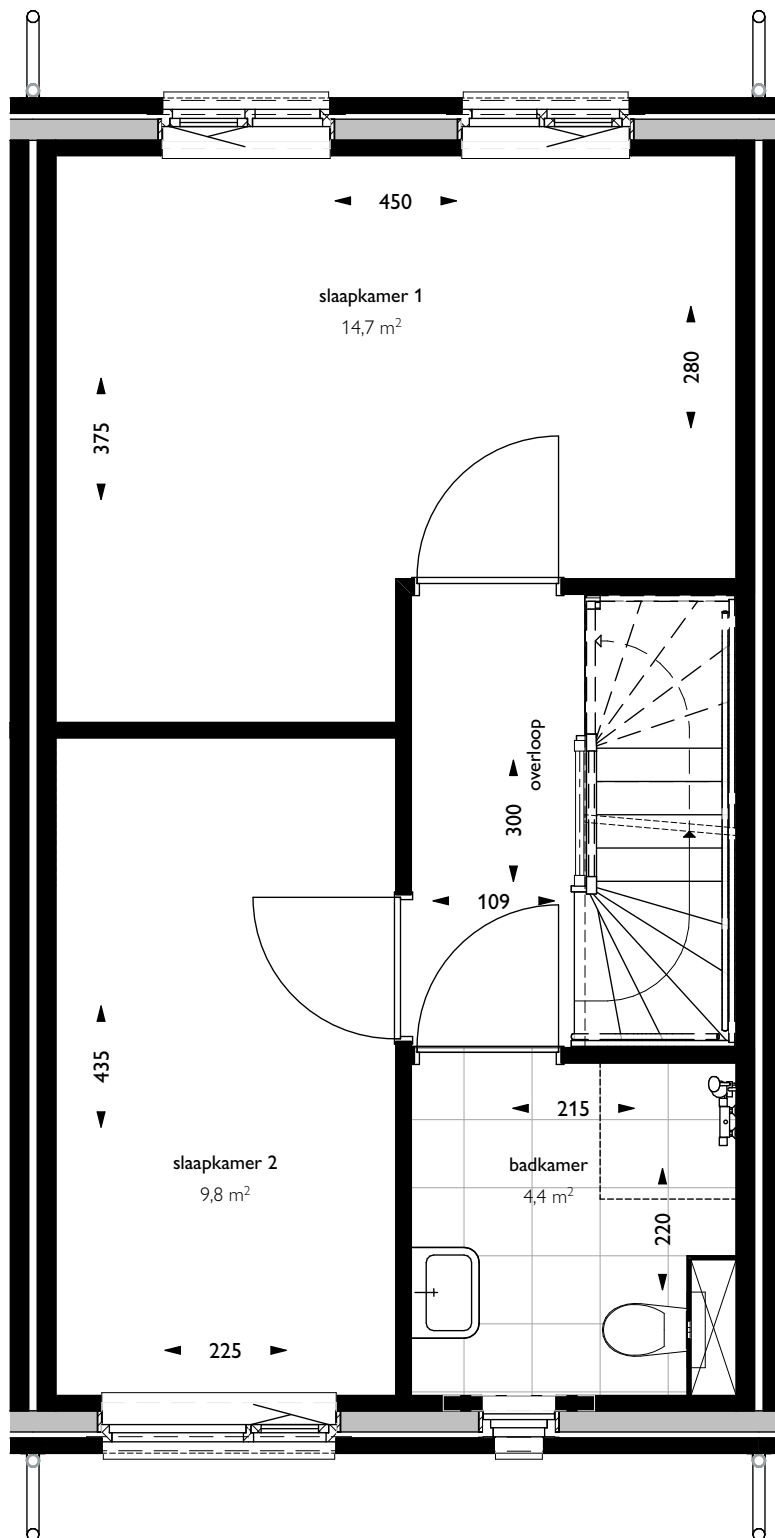 450
slaapkamer 1
14,7 m²
280
375
overloop
300
109
435
215
slaapkamer 2
9,8 m²
badkamer
4,4 m²
220
225